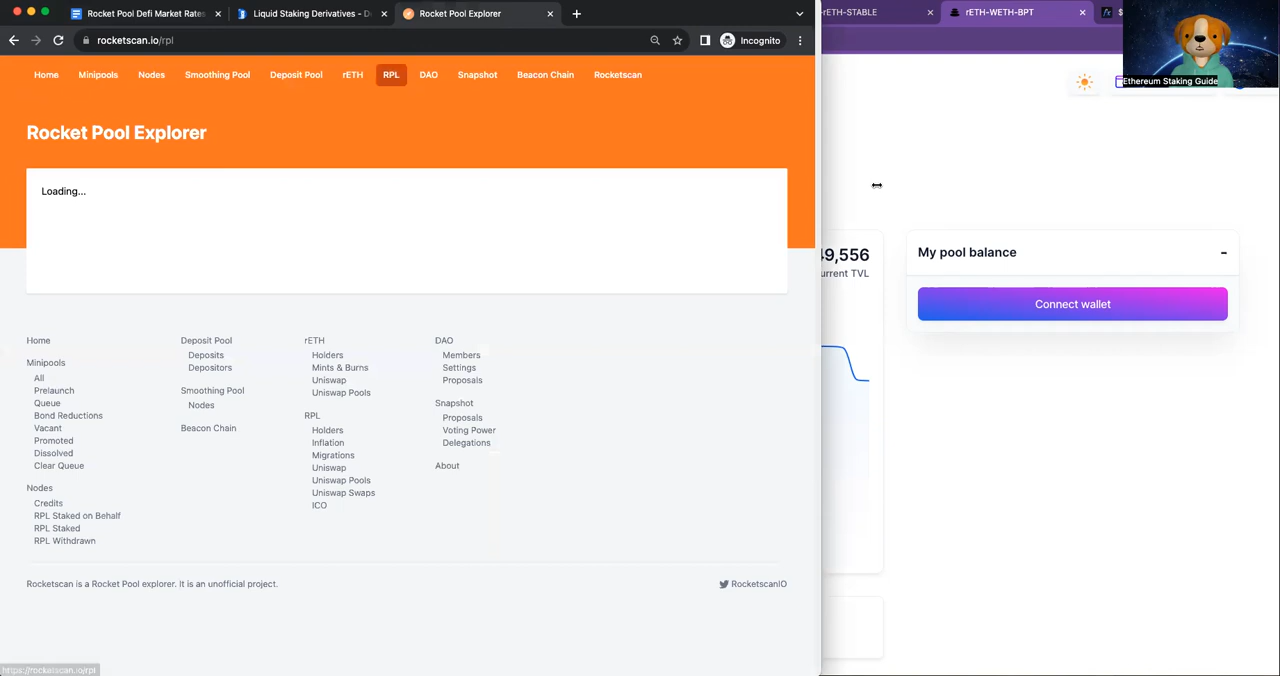 Rocket Pool Defi Market Rates
Liquid Staking Derivatives - D
Rocket Pool Explorer
rETH-STABLE
rETH-WETH-BPT
rocketscan.io/rpl
Incognito
Home Minipools Nodes Smoothing Pool Deposit Pool rETH RPL DAO Snapshot Beacon Chain Rocketscan
Ethereum Staking Guide
Rocket Pool Explorer
Loading...
49,556
urrent TVL
My pool balance
-
Connect wallet
Home
Minipools
All
Prelaunch
Queue
Bond Reductions
Vacant
Promoted
Dissolved
Clear Queue
Nodes
Credits
RPL Staked on Behalf
RPL Staked
RPL Withdrawn
Deposit Pool
Deposits
Depositors
Smoothing Pool
Nodes
Beacon Chain
rETH
Holders
Mints & Burns
Uniswap
Uniswap Pools
RPL
Holders
Inflation
Migrations
Uniswap
Uniswap Pools
Uniswap Swaps
ICO
DAO
Members
Settings
Proposals
Snapshot
Proposals
Voting Power
Delegations
About
Rocketscan is a Rocket Pool explorer. It is an unofficial project.
RocketscanIO
https://rocketscan.io/rpl